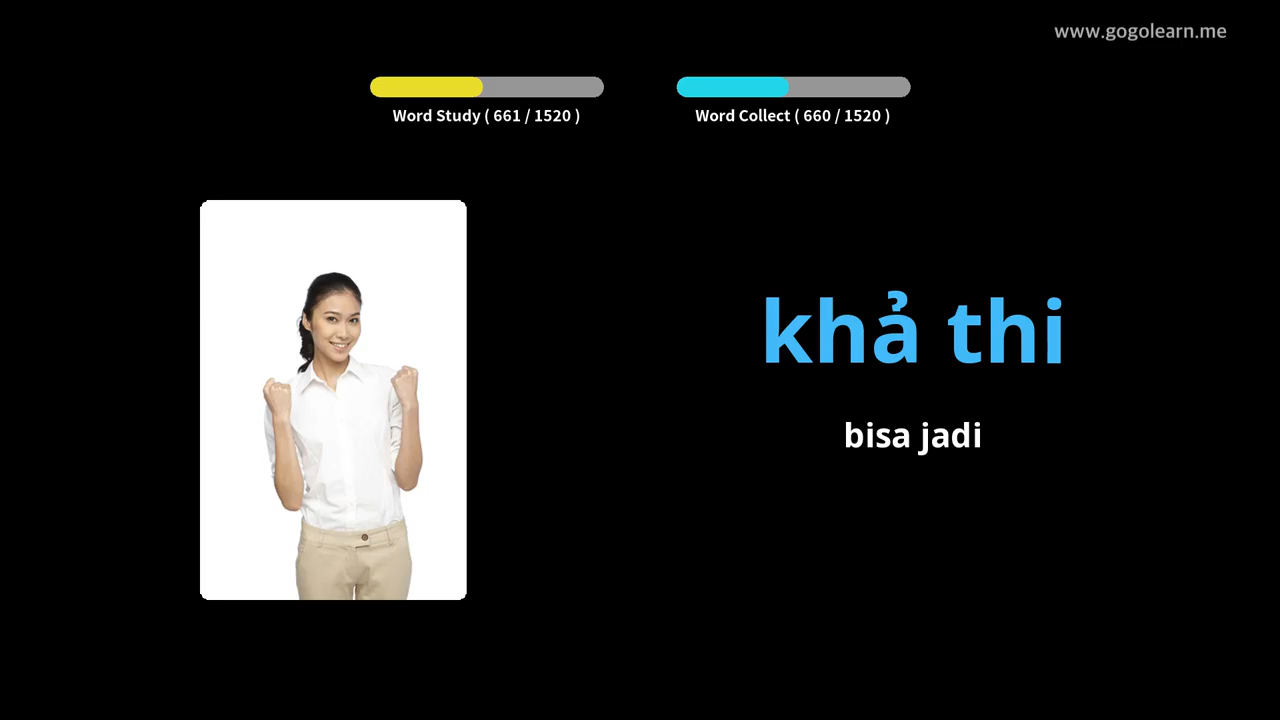 www.gogolearn.me
Word Study ( 661 / 1520 )
Word Collect ( 660 / 1520 )
khả thi
bisa jadi